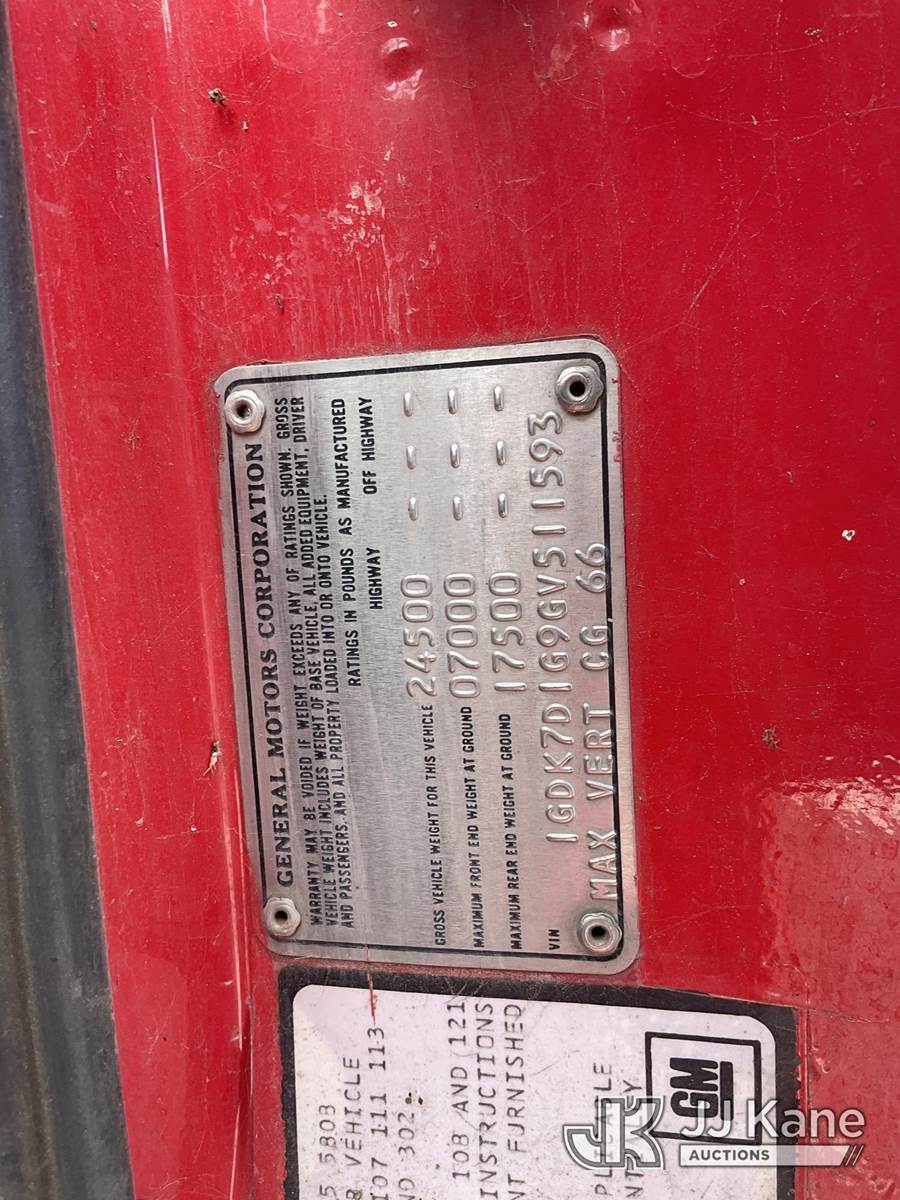 GENERAL MOTORS CORPORATION
WARRANTY MAY BE VOIDED IF WEIGHT EXCEEDS ANY OF RATINGS SHOWN. GROSS
VEHICLE WEIGHT INCLUDES WEIGHT OF BASE VEHICLE, ALL ADDED EQUIPMENT, DRIVER
AND PASSENGERS, AND ALL PROPERTY LOADED INTO OR ONTO VEHICLE.
RATINGS IN POUNDS AS MANUFACTURED
HIGHWAY OFF HIGHWAY
GROSS VEHICLE WEIGHT FOR THIS VEHICLE 24500 - - -
MAXIMUM FRONT END WEIGHT AT GROUND 07000 - - -
MAXIMUM REAR END WEIGHT AT GROUND 17500 - - -
VIN 1GDK7D1G9GV511593
MAX VERT CG 66
5 5803
VEHICLE
107 111 113
ND 302.
108 AND 121
INSTRUCTIONS
NT FURNISHED
GM
JJ Kane
AUCTIONS